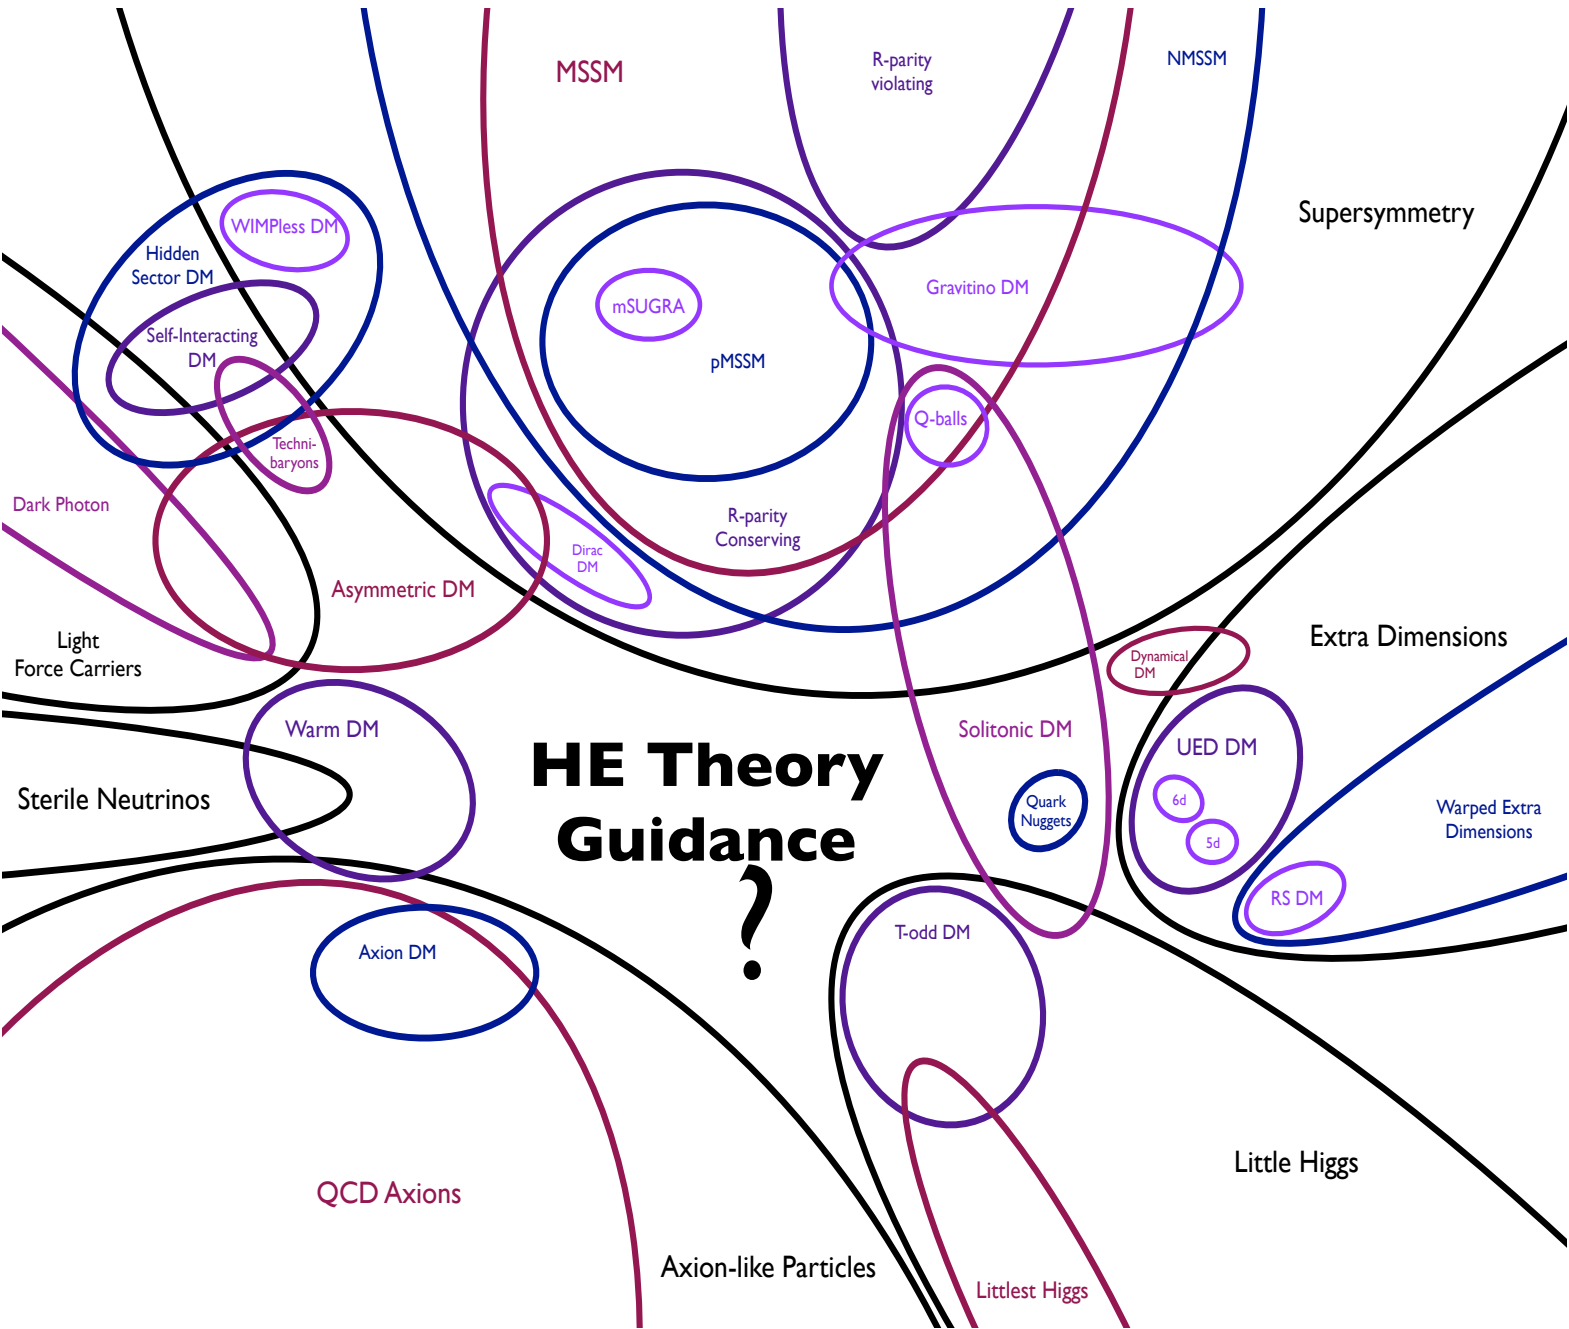 MSSM
R-parity
violating
NMSSM
Supersymmetry
WIMPless DM
Hidden
Sector DM
Self-Interacting
DM
mSUGRA
pMSSM
Gravitino DM
Q-balls
Techni-
baryons
Dark Photon
R-parity
Conserving
Dirac
DM
Asymmetric DM
Light
Force Carriers
Dynamical
DM
Extra Dimensions
Warm DM
Solitonic DM
UED DM
HE Theory
Guidance
?
Sterile Neutrinos
Quark
Nuggets
6d
5d
Warped Extra
Dimensions
RS DM
T-odd DM
Axion DM
Little Higgs
QCD Axions
Axion-like Particles
Littlest Higgs